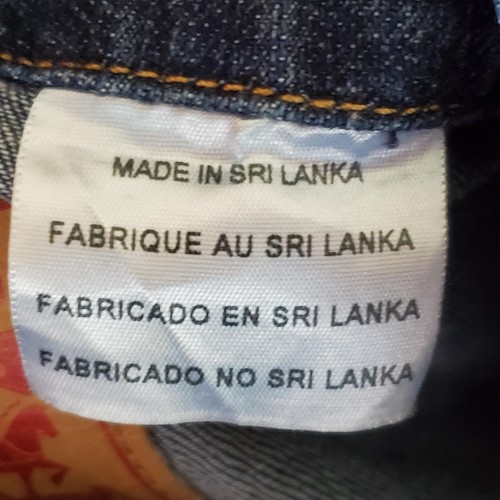 MADE IN SRI LANKA
FABRIQUE AU SRI LANKA
FABRICADO EN SRI LANKA
FABRICADO NO SRI LANKA